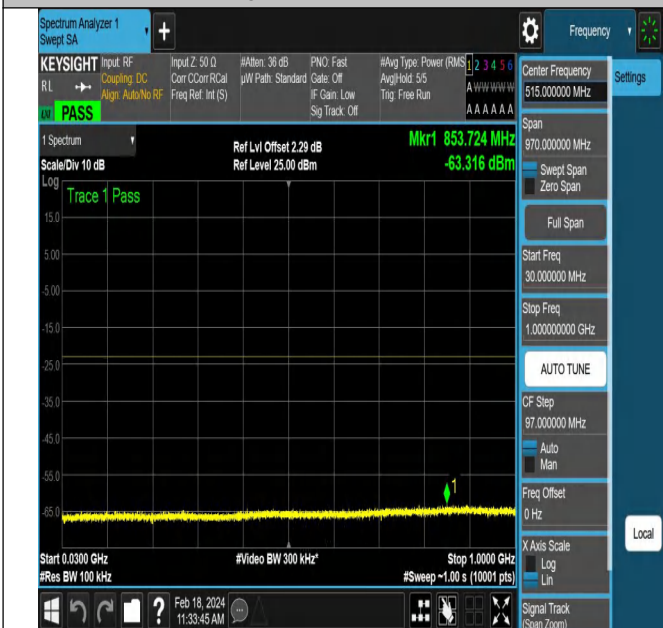 Spectrum Analyzer 1
Swept SA
Frequency
KEYSIGHT
RL
LXI
PASS
Input: RF
Coupling: DC
Align: Auto/No RF
Input Z: 50 Ω
Corr CCorr RCal
Freq Ref: Int (S)
#Atten: 36 dB
µW Path: Standard
PNO: Fast
Gate: Off
IF Gain: Low
Sig Track: Off
#Avg Type: Power (RMS
Avg|Hold: 5/5
Trig: Free Run
1 2 3 4 5 6
A W W W W W
A A A A A A
1 Spectrum
Scale/Div 10 dB
Ref Lvl Offset 2.29 dB
Ref Level 25.00 dBm
Mkr1 853.724 MHz
-63.316 dBm
Log
Trace 1 Pass
15.0
5.00
-5.00
-15.0
-25.0
-35.0
-45.0
-55.0
-65.0
1
Start 0.0300 GHz
#Res BW 100 kHz
#Video BW 300 kHz*
Stop 1.0000 GHz
#Sweep ~1.00 s (10001 pts)
Feb 18, 2024
11:33:45 AM
Center Frequency
515.000000 MHz
Settings
Span
970.000000 MHz
Swept Span
Zero Span
Full Span
Start Freq
30.000000 MHz
Stop Freq
1.000000000 GHz
AUTO TUNE
CF Step
97.000000 MHz
Auto
Man
Freq Offset
0 Hz
X Axis Scale
Log
Lin
Local
Signal Track
(Span Zoom)